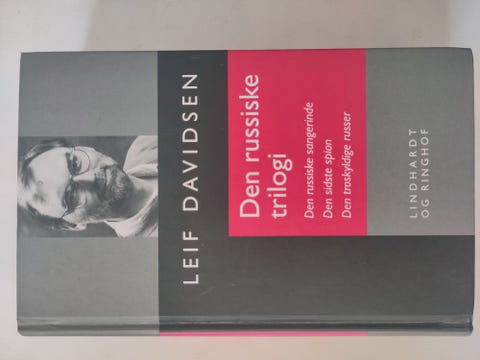 LEIF DAVIDSEN
Den russiske
trilogi
Den russiske sangerinde
Den sidste spion
Den troskyldige russer
LINDHARDT
OG RINGHOF